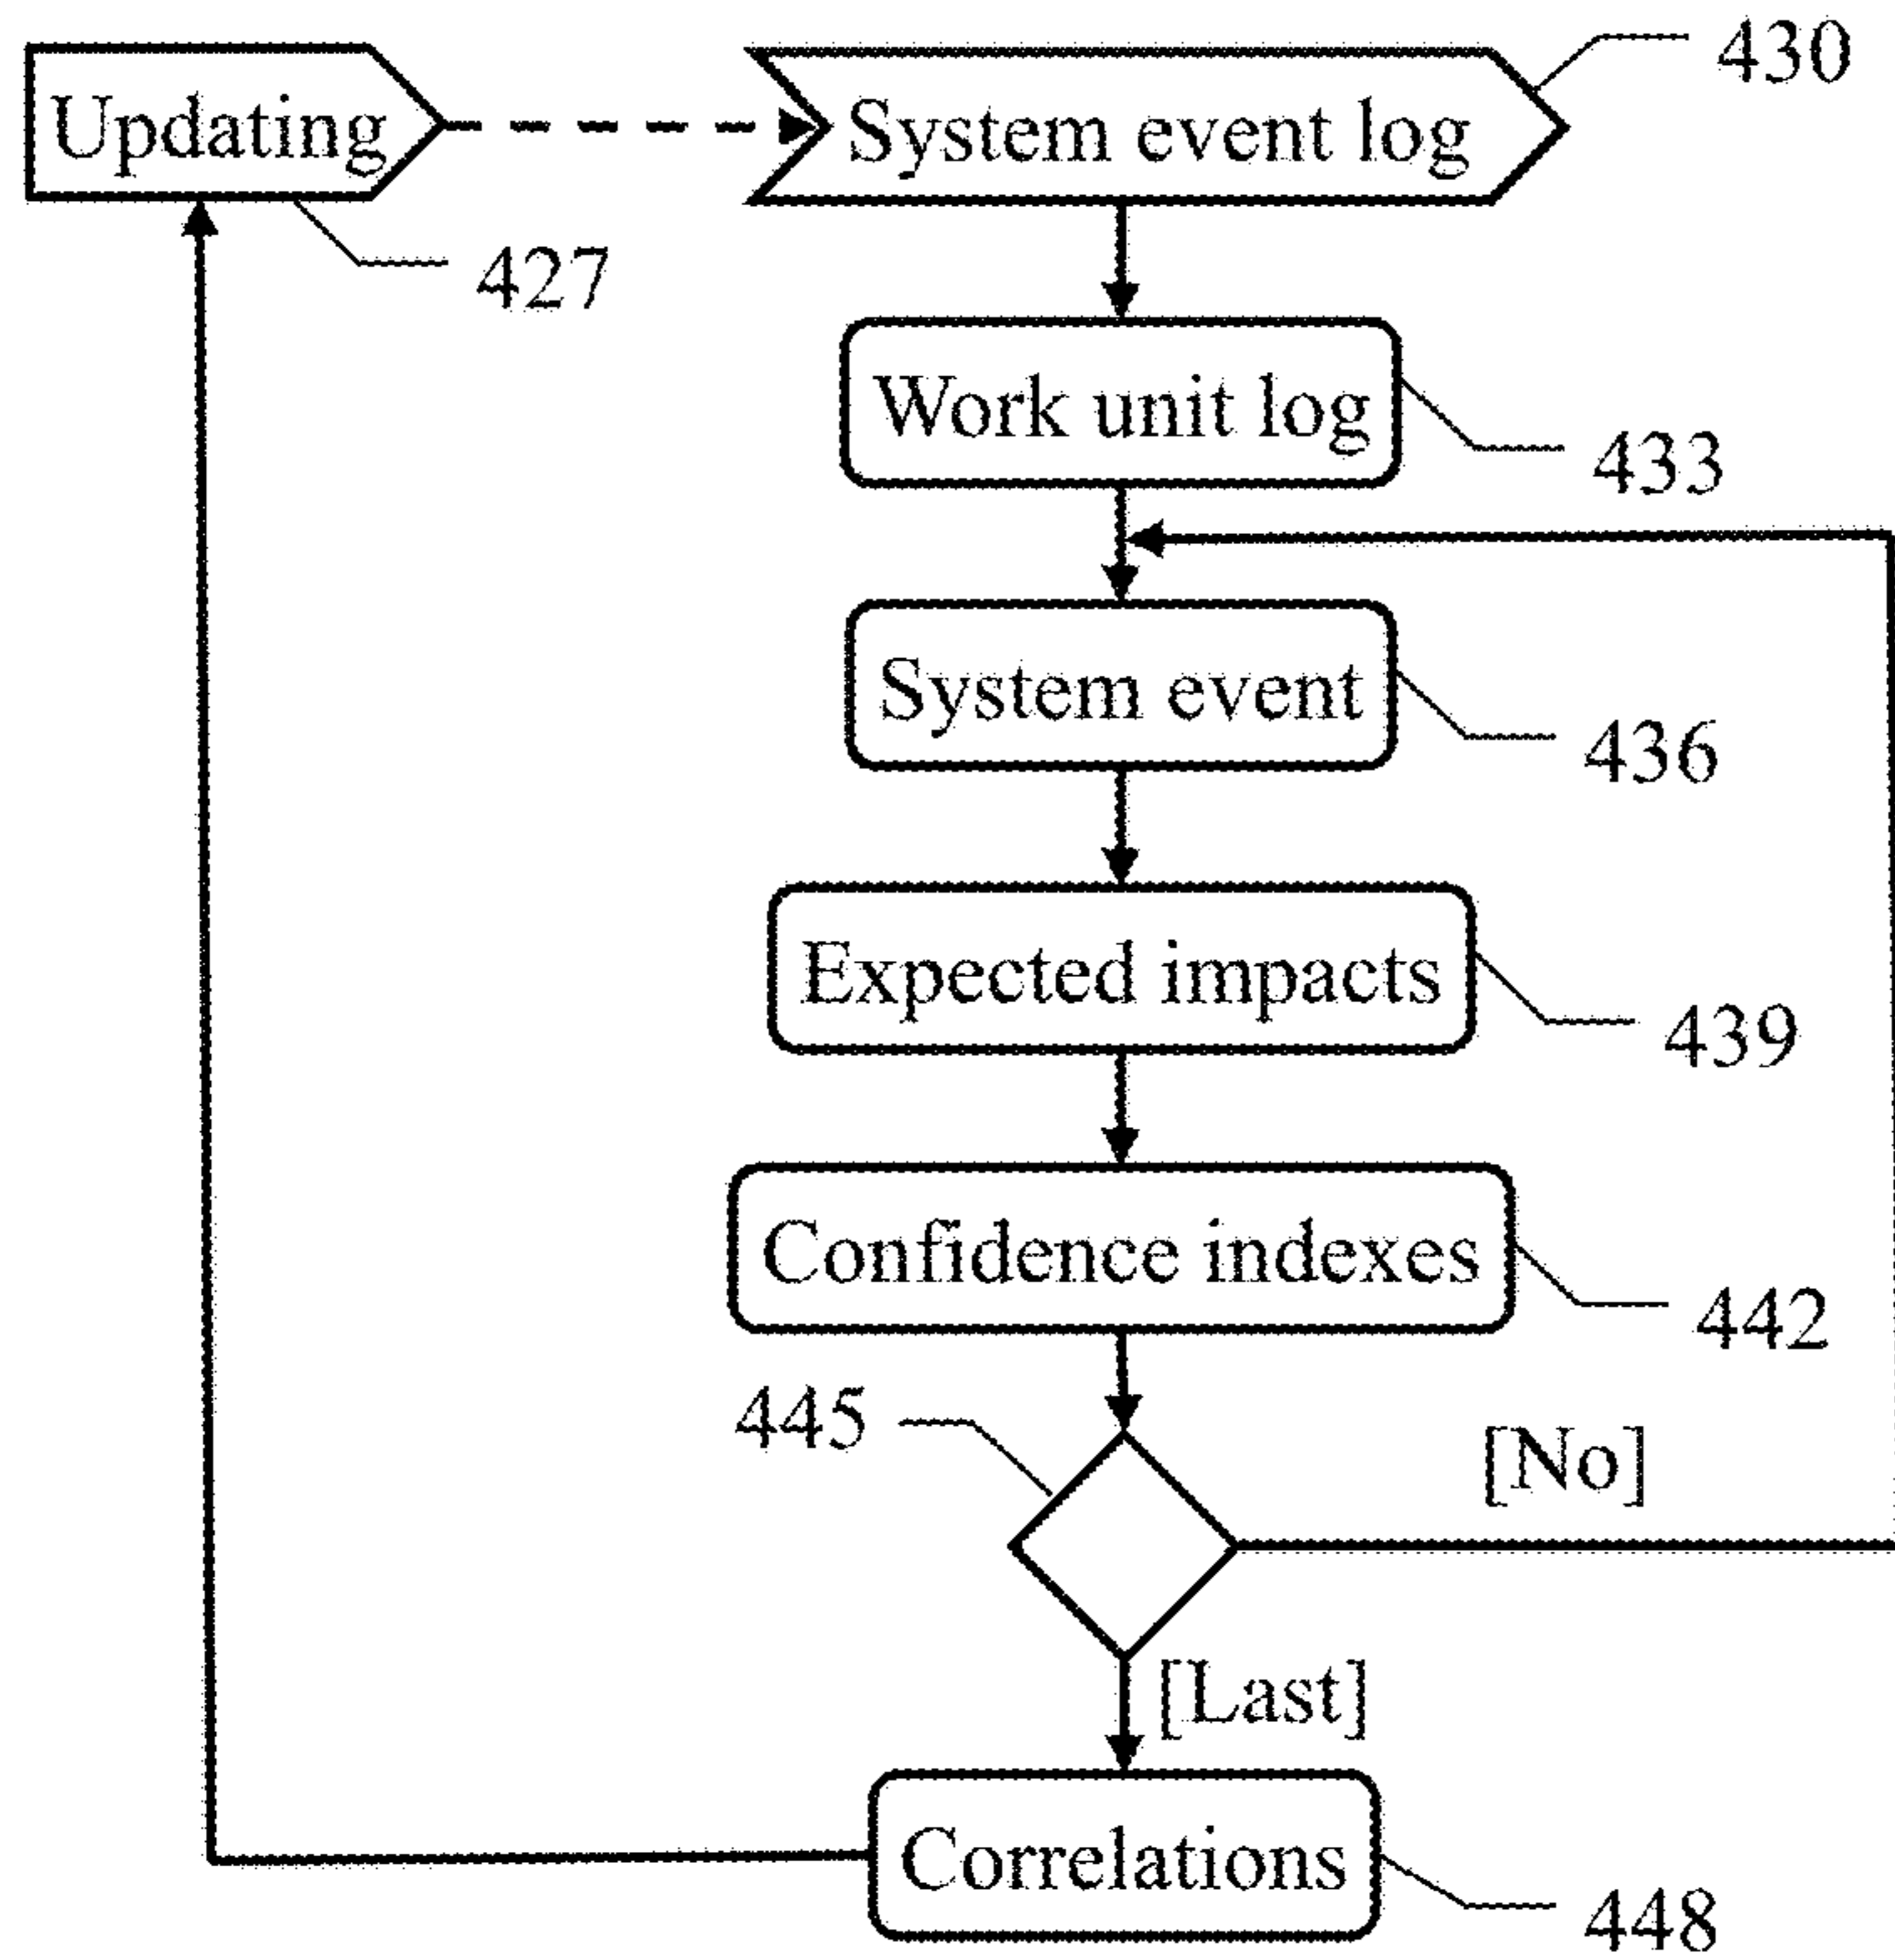 430
Updating
System event log
427
Work unit log
433
System event
436
Expected impacts
439
Confidence indexes
442
445
[No]
[Last]
Correlations
448